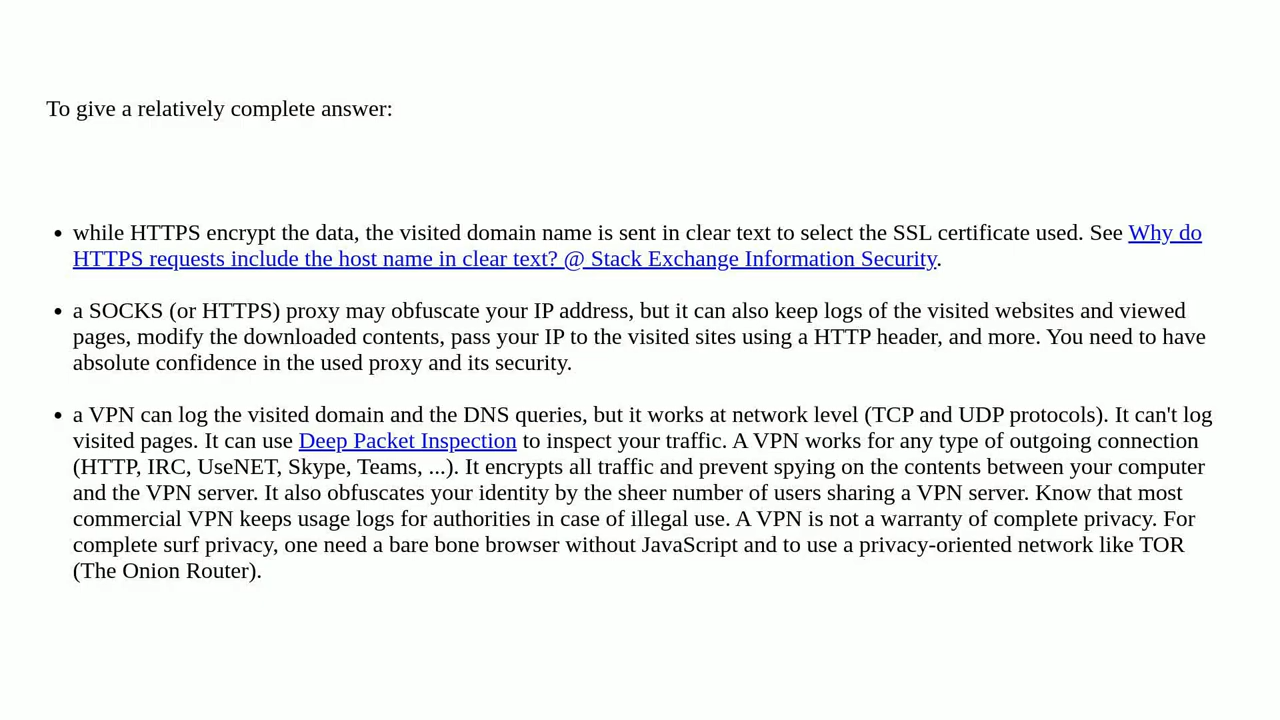 To give a relatively complete answer:
• while HTTPS encrypt the data, the visited domain name is sent in clear text to select the SSL certificate used. See Why do
HTTPS requests include the host name in clear text? @ Stack Exchange Information Security.
• a SOCKS (or HTTPS) proxy may obfuscate your IP address, but it can also keep logs of the visited websites and viewed
pages, modify the downloaded contents, pass your IP to the visited sites using a HTTP header, and more. You need to have
absolute confidence in the used proxy and its security.
• a VPN can log the visited domain and the DNS queries, but it works at network level (TCP and UDP protocols). It can't log
visited pages. It can use Deep Packet Inspection to inspect your traffic. A VPN works for any type of outgoing connection
(HTTP, IRC, UseNET, Skype, Teams, ...). It encrypts all traffic and prevent spying on the contents between your computer
and the VPN server. It also obfuscates your identity by the sheer number of users sharing a VPN server. Know that most
commercial VPN keeps usage logs for authorities in case of illegal use. A VPN is not a warranty of complete privacy. For
complete surf privacy, one need a bare bone browser without JavaScript and to use a privacy-oriented network like TOR
(The Onion Router).